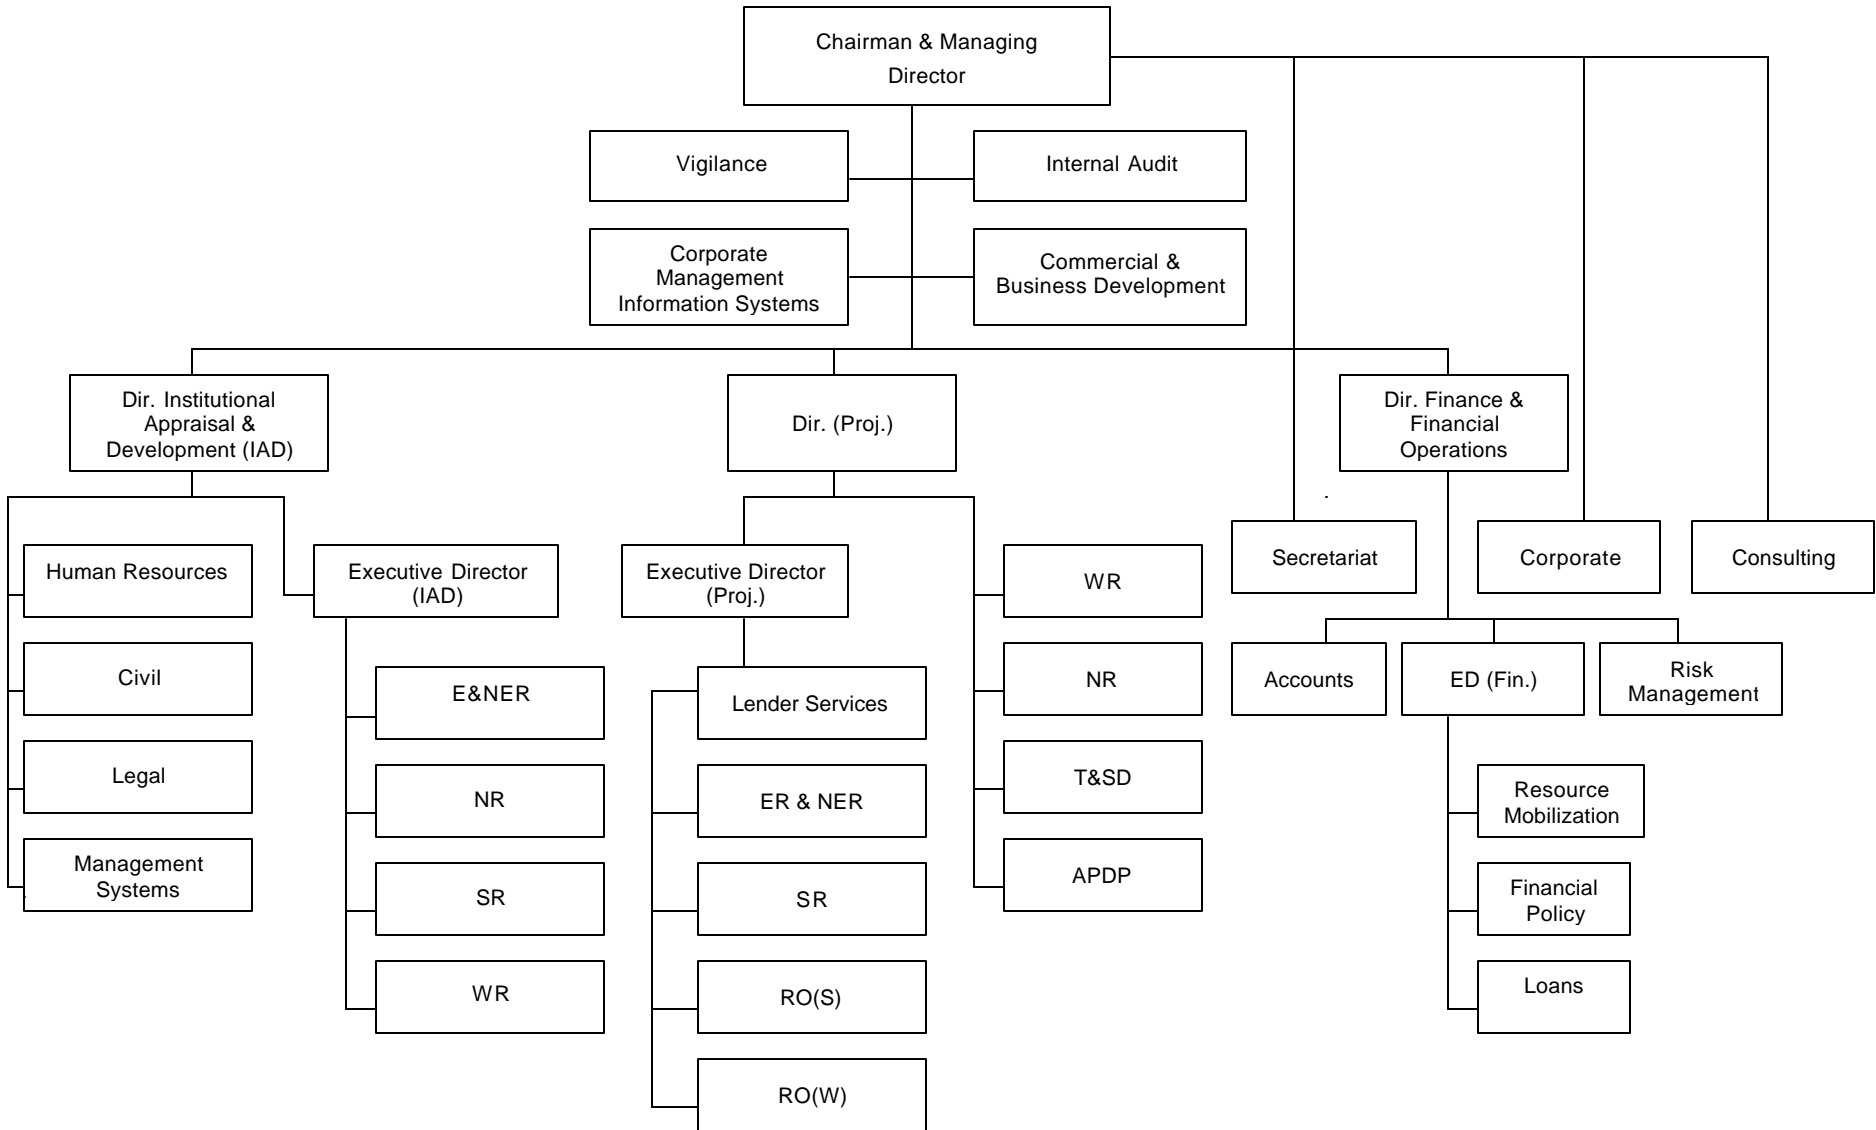 Chairman & Managing
Director
Vigilance
Internal Audit
Corporate
Management
Information Systems
Commercial &
Business Development
Dir. Institutional
Appraisal &
Development (IAD)
Dir. (Proj.)
Dir. Finance &
Financial
Operations
Human Resources
Civil
Legal
Management
Systems
Executive Director
(IAD)
E&NER
NR
SR
WR
Executive Director
(Proj.)
Lender Services
ER & NER
SR
RO(S)
RO(W)
WR
NR
T&SD
APDP
Secretariat
Corporate
Consulting
Accounts
ED (Fin.)
Risk
Management
Resource
Mobilization
Financial
Policy
Loans